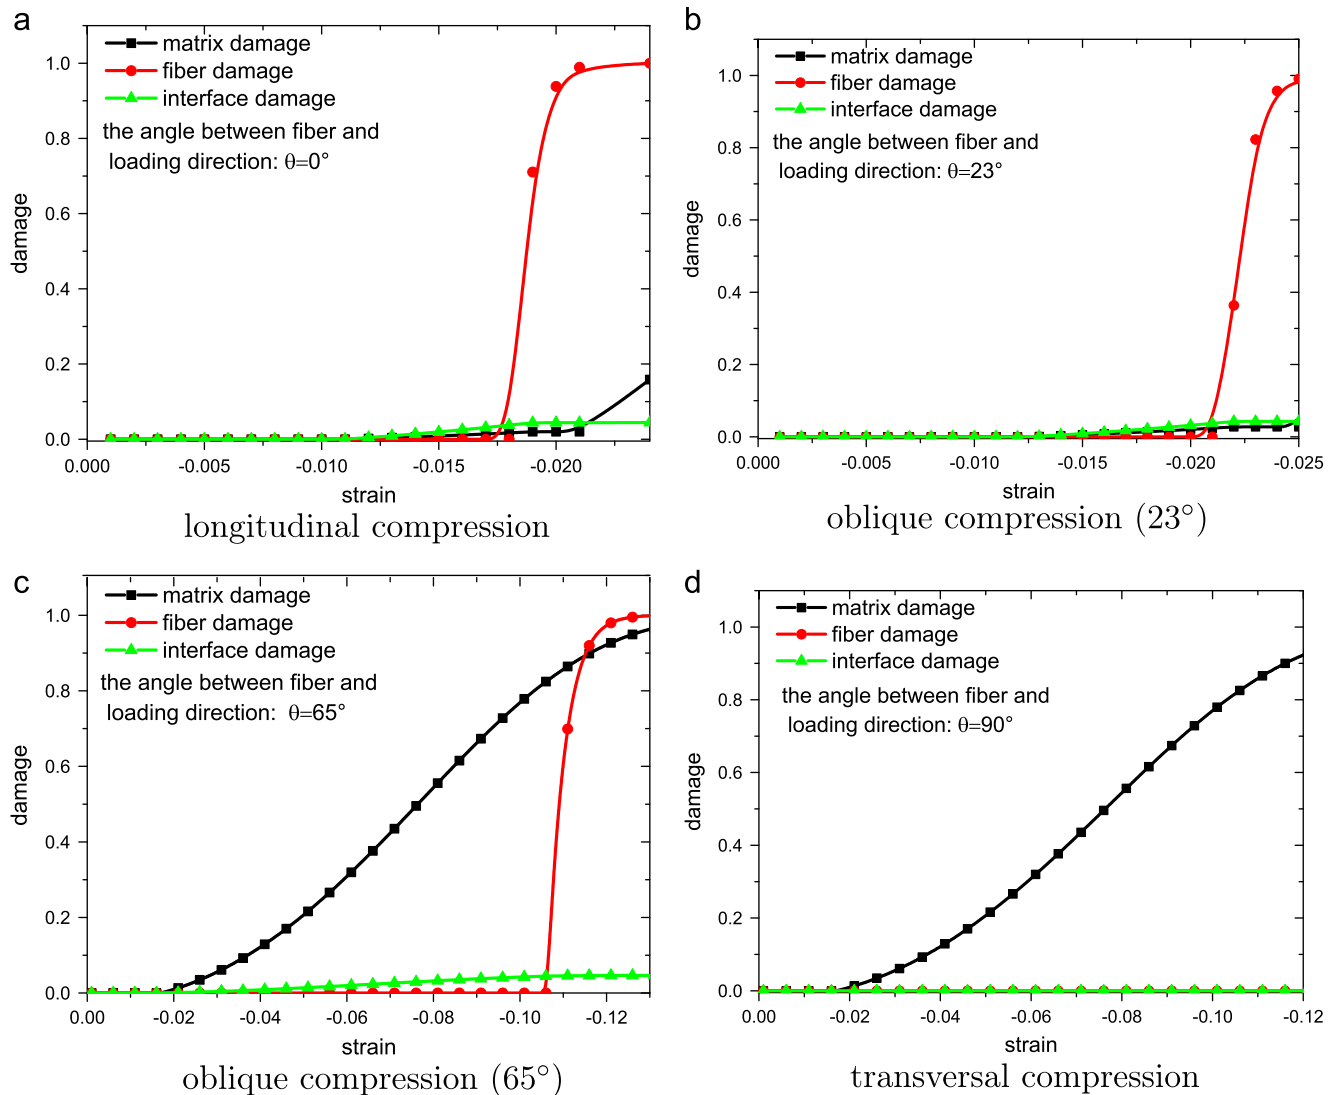 a
matrix damage
fiber damage
interface damage
the angle between fiber and
loading direction: θ=0°
damage
1.0
0.8
0.6
0.4
0.2
0.0
0.000 -0.005 -0.010 -0.015 -0.020
strain
longitudinal compression
b
matrix damage
fiber damage
interface damage
the angle between fiber and
loading direction: θ=23°
damage
1.0
0.8
0.6
0.4
0.2
0.0
0.000 -0.005 -0.010 -0.015 -0.020 -0.025
strain
oblique compression (23°)
c
matrix damage
fiber damage
interface damage
the angle between fiber and
loading direction: θ=65°
damage
1.0
0.8
0.6
0.4
0.2
0.0
0.00 -0.02 -0.04 -0.06 -0.08 -0.10 -0.12
strain
oblique compression (65°)
d
matrix damage
fiber damage
interface damage
the angle between fiber and
loading direction: θ=90°
damage
1.0
0.8
0.6
0.4
0.2
0.0
0.00 -0.02 -0.04 -0.06 -0.08 -0.10 -0.12
strain
transversal compression